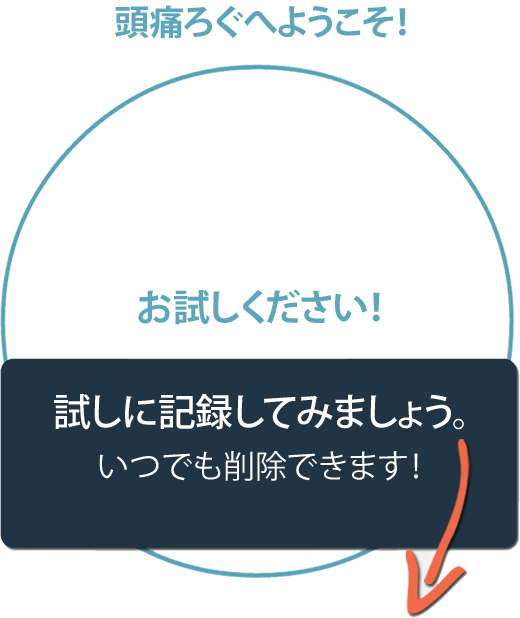 頭痛ろぐへようこそ!
お試しください!
試しに記録してみましょう。
いつでも削除できます!